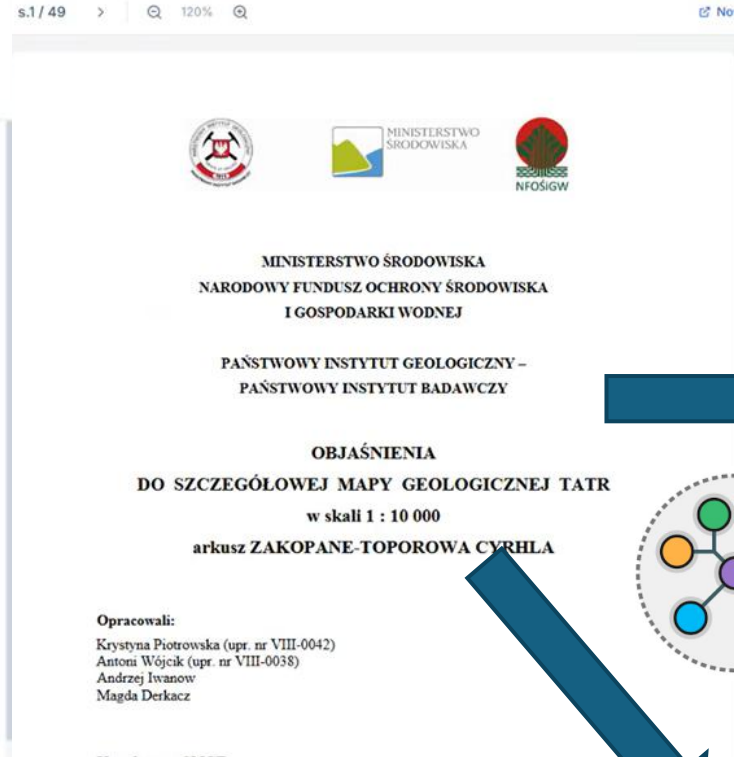 s.1 / 49
120%
MINISTERSTWO
ŚRODOWISKA
NFOŚiGW
MINISTERSTWO ŚRODOWISKA
NARODOWY FUNDUSZ OCHRONY ŚRODOWISKA
I GOSPODARKI WODNEJ
PAŃSTWOWY INSTYTUT GEOLOGICZNY –
PAŃSTWOWY INSTYTUT BADAWCZY
OBJAŚNIENIA
DO SZCZEGÓŁOWEJ MAPY GEOLOGICZNEJ TATR
w skali 1 : 10 000
arkusz ZAKOPANE-TOPOROWA CYRHLA
Opracowali:
Krystyna Piotrowska (upr. nr VIII-0042)
Antoni Wójcik (upr. nr VIII-0038)
Andrzej Iwanow
Magda Derkacz